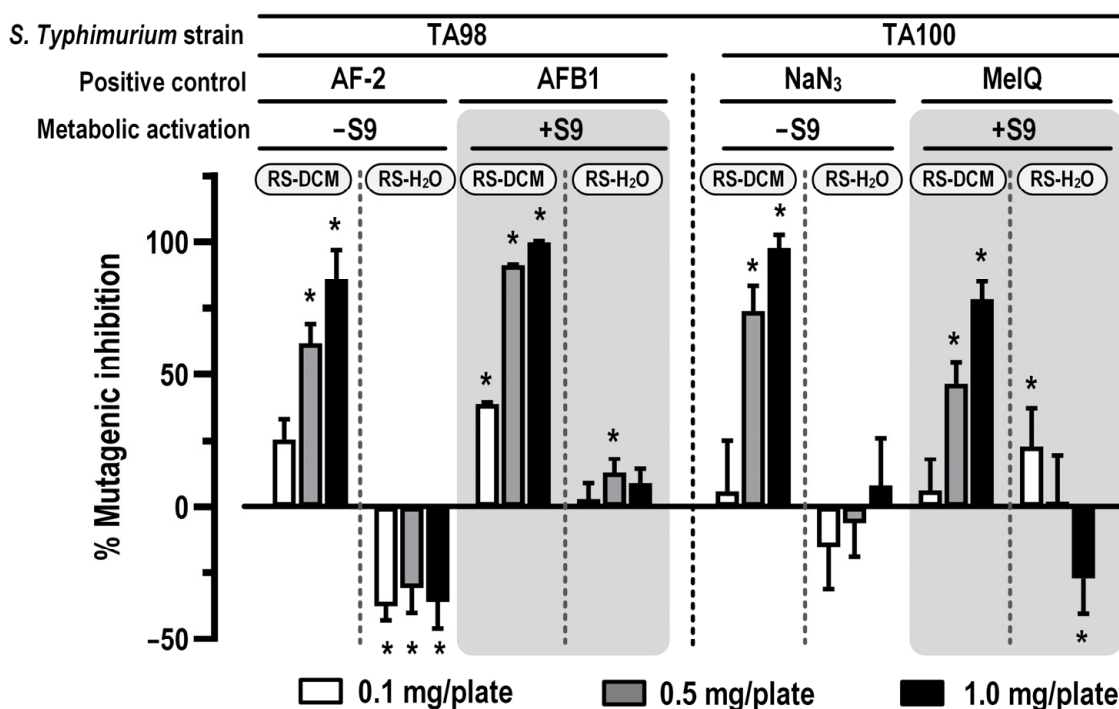 S. Typhimurium strain TA98 TA100
Positive control AF-2 AFB1 NaN₃ MeIQ
Metabolic activation –S9 +S9 –S9 +S9
RS-DCM RS-H₂O RS-DCM RS-H₂O RS-DCM RS-H₂O RS-DCM RS-H₂O
% Mutagenic inhibition
100
50
0
–50
* * * * * * * * * * * * * * * *
0.1 mg/plate 0.5 mg/plate 1.0 mg/plate